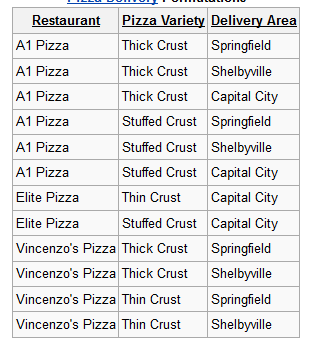 Pizza Delivery Permutations
Restaurant Pizza Variety Delivery Area
A1 Pizza Thick Crust Springfield
A1 Pizza Thick Crust Shelbyville
A1 Pizza Thick Crust Capital City
A1 Pizza Stuffed Crust Springfield
A1 Pizza Stuffed Crust Shelbyville
A1 Pizza Stuffed Crust Capital City
Elite Pizza Thin Crust Capital City
Elite Pizza Stuffed Crust Capital City
Vincenzo's Pizza Thick Crust Springfield
Vincenzo's Pizza Thick Crust Shelbyville
Vincenzo's Pizza Thin Crust Springfield
Vincenzo's Pizza Thin Crust Shelbyville